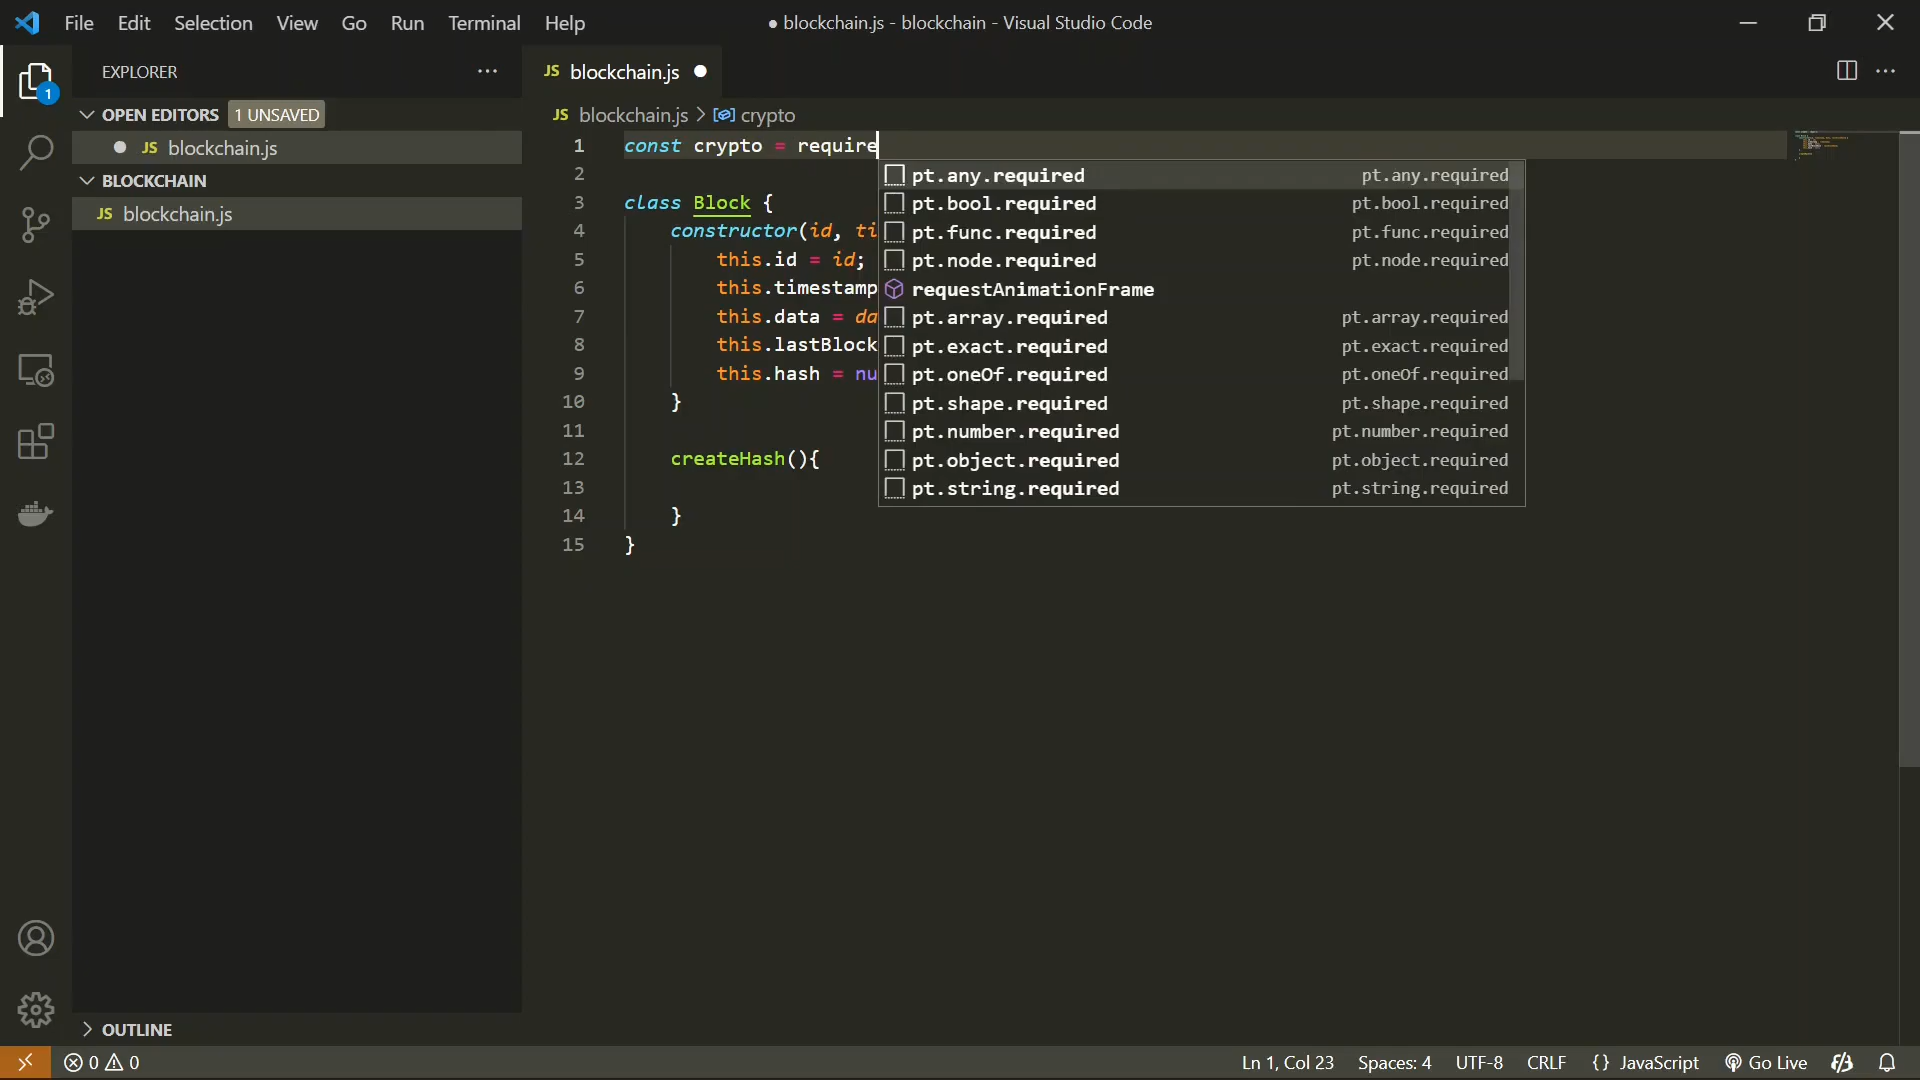 File Edit Selection View Go Run Terminal Help
● blockchain.js - blockchain - Visual Studio Code
EXPLORER
1
OPEN EDITORS 1 UNSAVED
JS blockchain.js
BLOCKCHAIN
JS blockchain.js
OUTLINE
JS blockchain.js
JS blockchain.js > crypto
1 const crypto = require
2
3 class Block {
4 constructor(id, ti
5 this.id = id;
6 this.timestamp
7 this.data = da
8 this.lastBlock
9 this.hash = nu
10 }
11
12 createHash(){
13
14 }
15 }
pt.any.required pt.any.required
pt.bool.required pt.bool.required
pt.func.required pt.func.required
pt.node.required pt.node.required
requestAnimationFrame
pt.array.required pt.array.required
pt.exact.required pt.exact.required
pt.oneOf.required pt.oneOf.required
pt.shape.required pt.shape.required
pt.number.required pt.number.required
pt.object.required pt.object.required
pt.string.required pt.string.required
0 0
Ln 1, Col 23 Spaces: 4 UTF-8 CRLF {} JavaScript Go Live